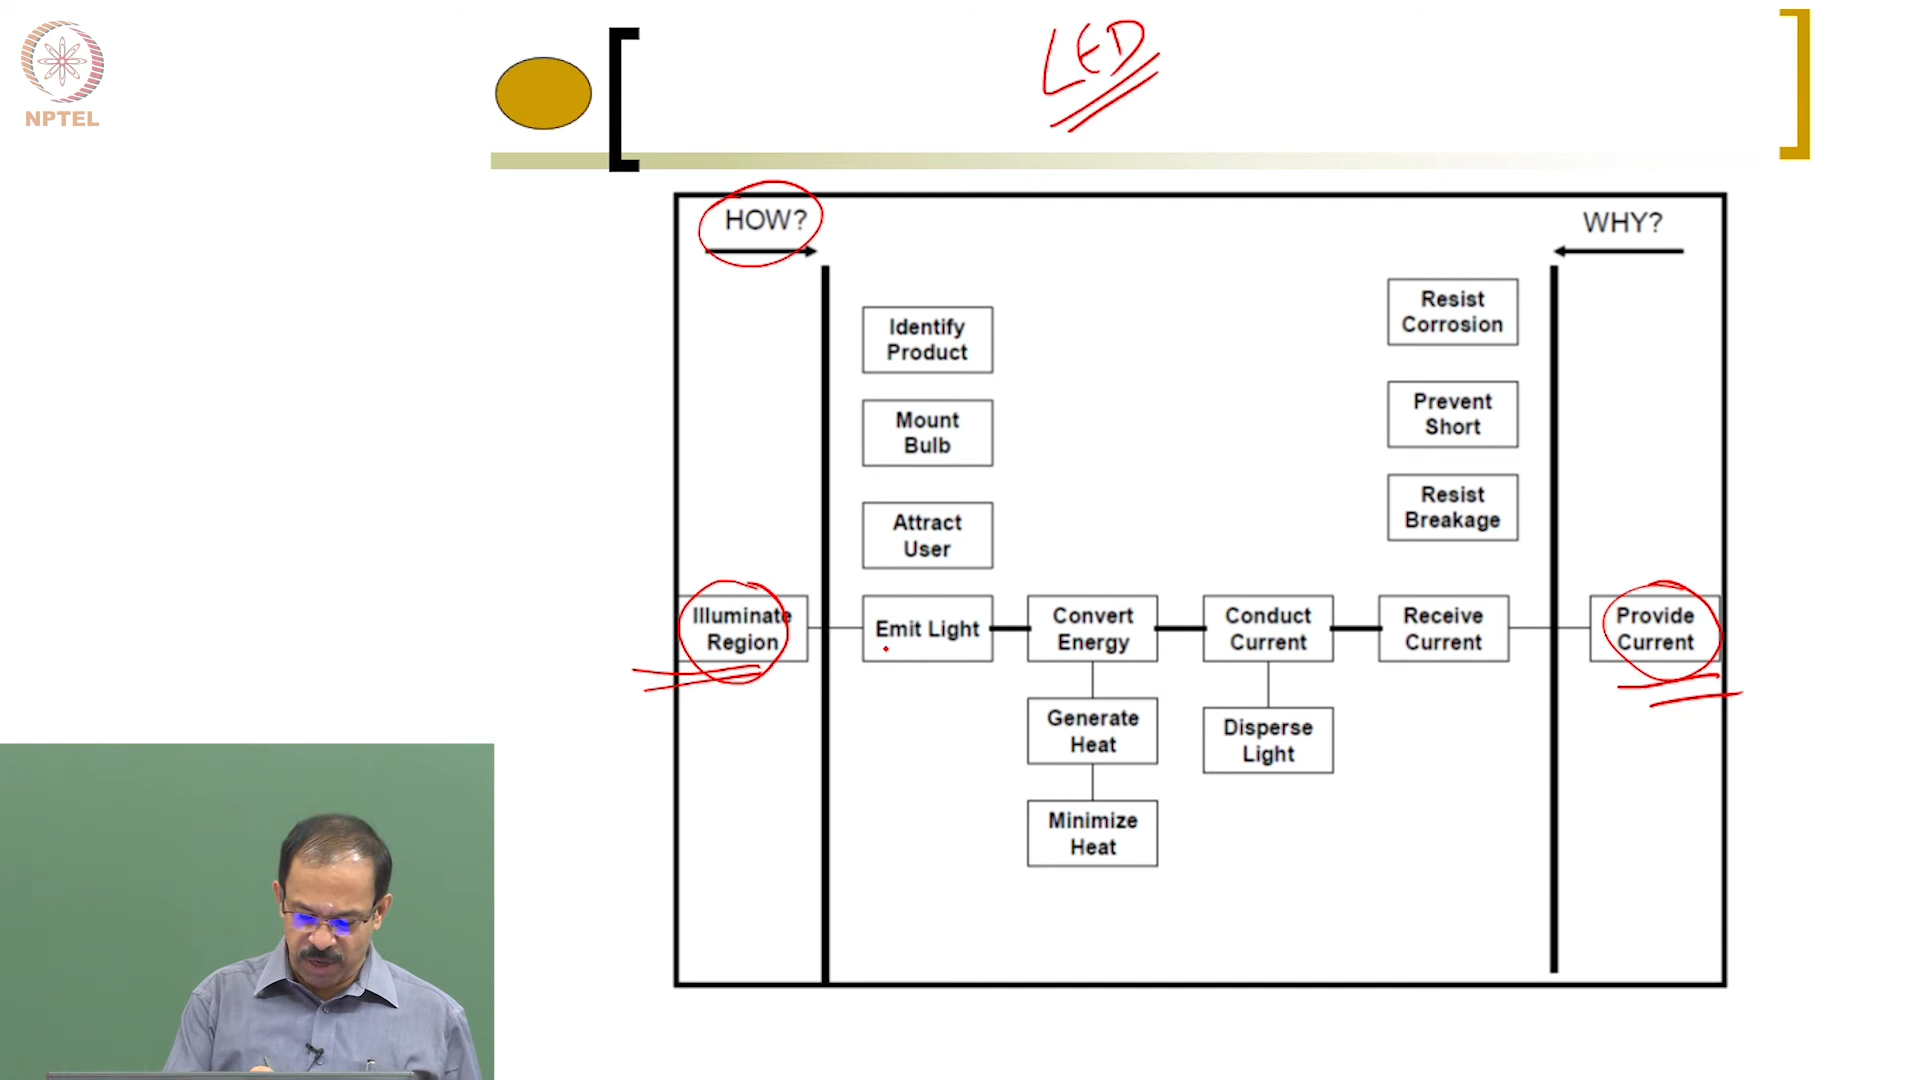 NPTEL
LED
HOW?
WHY?
Resist
Corrosion
Identify
Product
Prevent
Short
Mount
Bulb
Resist
Breakage
Attract
User
Illuminate
Region
Emit Light
Convert
Energy
Conduct
Current
Receive
Current
Provide
Current
Generate
Heat
Disperse
Light
Minimize
Heat